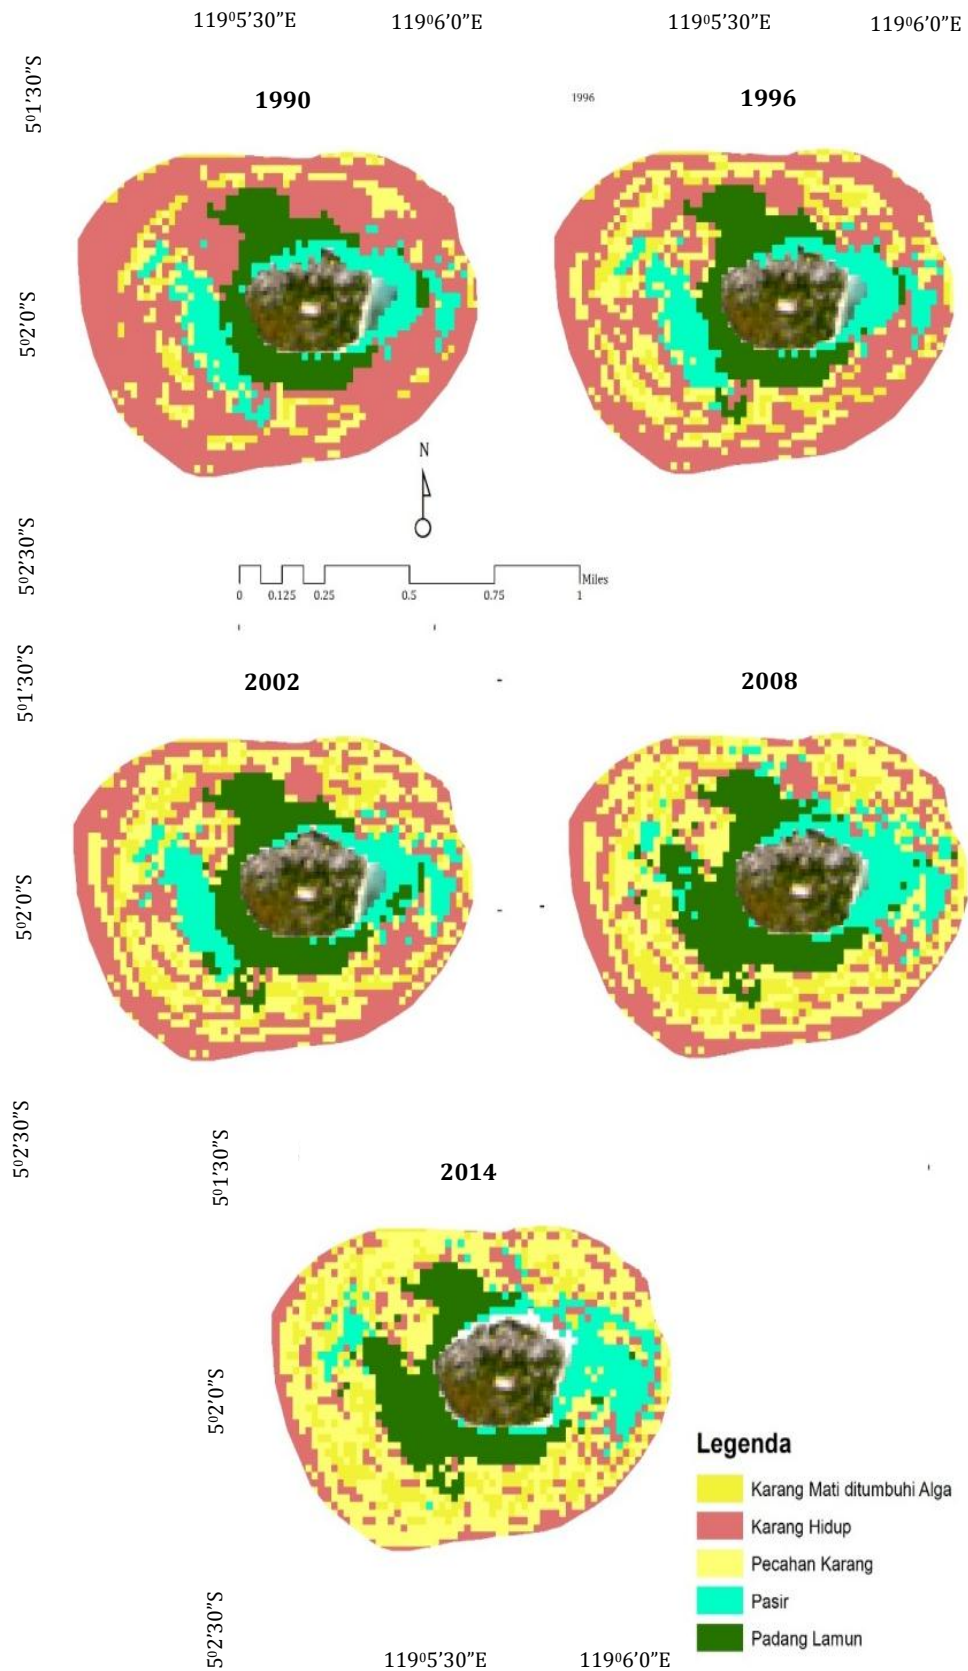 119⁰5'30"E 119⁰6'0"E 119⁰5'30"E 119⁰6'0"E
5⁰1'30"S
1990 1996 1996
5⁰2'0"S
N
5⁰2'30"S
Miles
0 0.125 0.25 0.5 0.75 1
5⁰1'30"S
2002 2008
5⁰2'0"S
5⁰2'30"S
5⁰1'30"S
2014
5⁰2'0"S
Legenda
Karang Mati ditumbuhi Alga
Karang Hidup
Pecahan Karang
Pasir
Padang Lamun
5⁰2'30"S
119⁰5'30"E 119⁰6'0"E